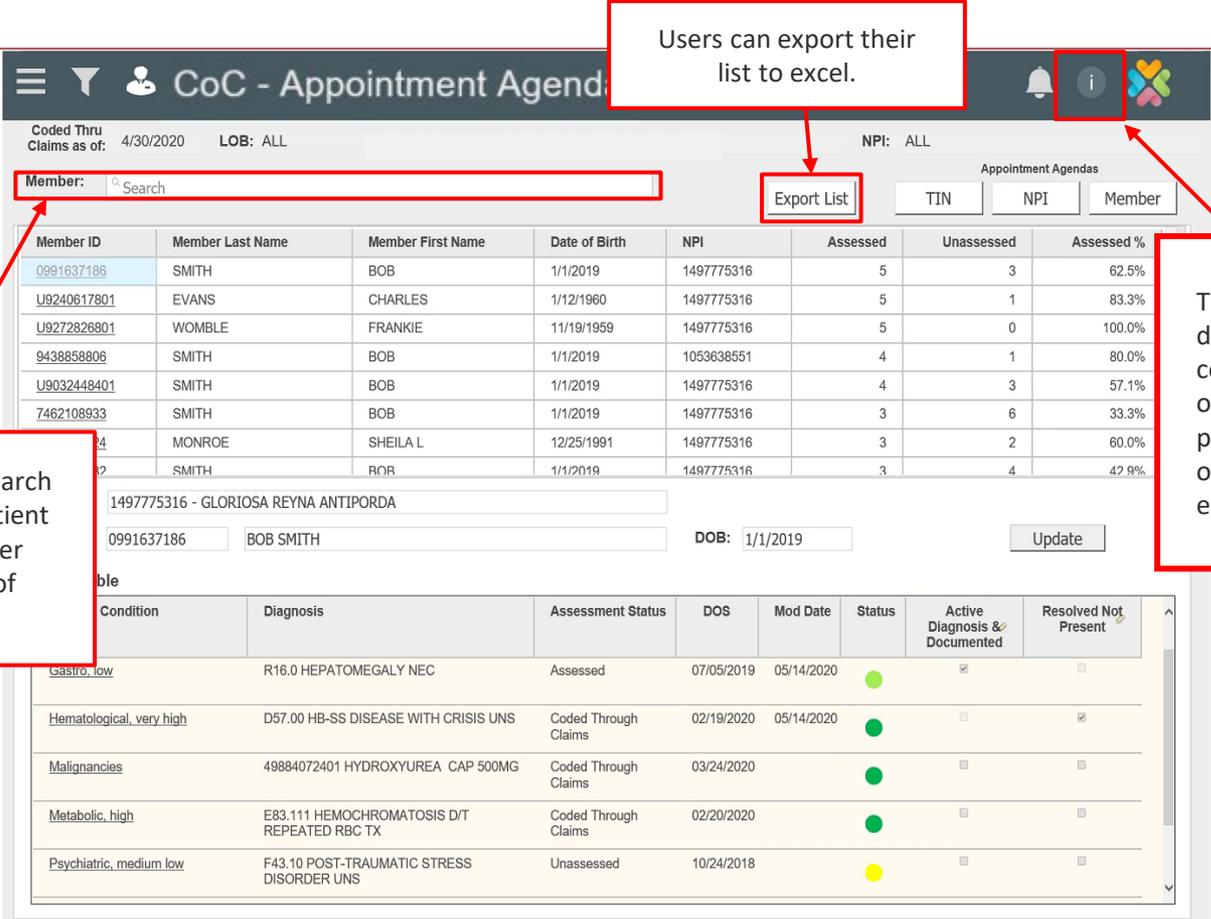 Users can export their
list to excel.
CoC - Appointment Agenda
i
Coded Thru
Claims as of: 4/30/2020 LOB: ALL NPI: ALL
Appointment Agendas
Member: Search Export List TIN NPI Member
Member ID Member Last Name Member First Name Date of Birth NPI Assessed Unassessed Assessed %
0991637186 SMITH BOB 1/1/2019 1497775316 5 3 62.5%
U9240617801 EVANS CHARLES 1/12/1960 1497775316 5 1 83.3%
U9272826801 WOMBLE FRANKIE 11/19/1959 1497775316 5 0 100.0%
9438858806 SMITH BOB 1/1/2019 1053638551 4 1 80.0%
U9032448401 SMITH BOB 1/1/2019 1497775316 4 3 57.1%
7462108933 SMITH BOB 1/1/2019 1497775316 3 6 33.3%
MONROE SHEILA L 12/25/1991 1497775316 3 2 60.0%
SMITH BOB 1/1/2019 1497775316 3 4 42.9%
1497775316 - GLORIOSA REYNA ANTIPORDA
0991637186 BOB SMITH DOB: 1/1/2019 Update
of
Condition Diagnosis Assessment Status DOS Mod Date Status Active Diagnosis & Documented Resolved Not Present
Gastro, low R16.0 HEPATOMEGALY NEC Assessed 07/05/2019 05/14/2020
Hematological, very high D57.00 HB-SS DISEASE WITH CRISIS UNS Coded Through 02/19/2020 05/14/2020
Claims
Malignancies 49884072401 HYDROXYUREA CAP 500MG Coded Through 03/24/2020
Claims
Metabolic, high E83.111 HEMOCHROMATOSIS D/T Coded Through 02/20/2020
REPEATED RBC TX Claims
Psychiatric, medium low F43.10 POST-TRAUMATIC STRESS Unassessed 10/24/2018
DISORDER UNS